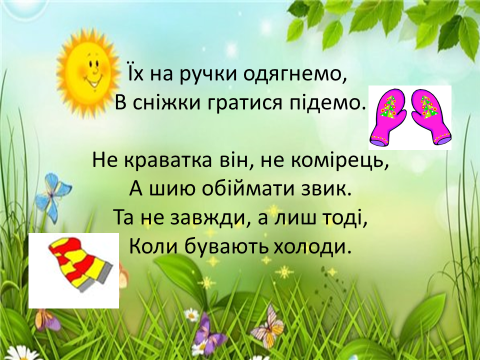 Їх на ручки одягнемо,
В сніжки гратися підемо.
Не краватка він, не комірець,
А шию обіймати звик.
Та не завжди, а лиш тоді,
Коли бувають холоди.